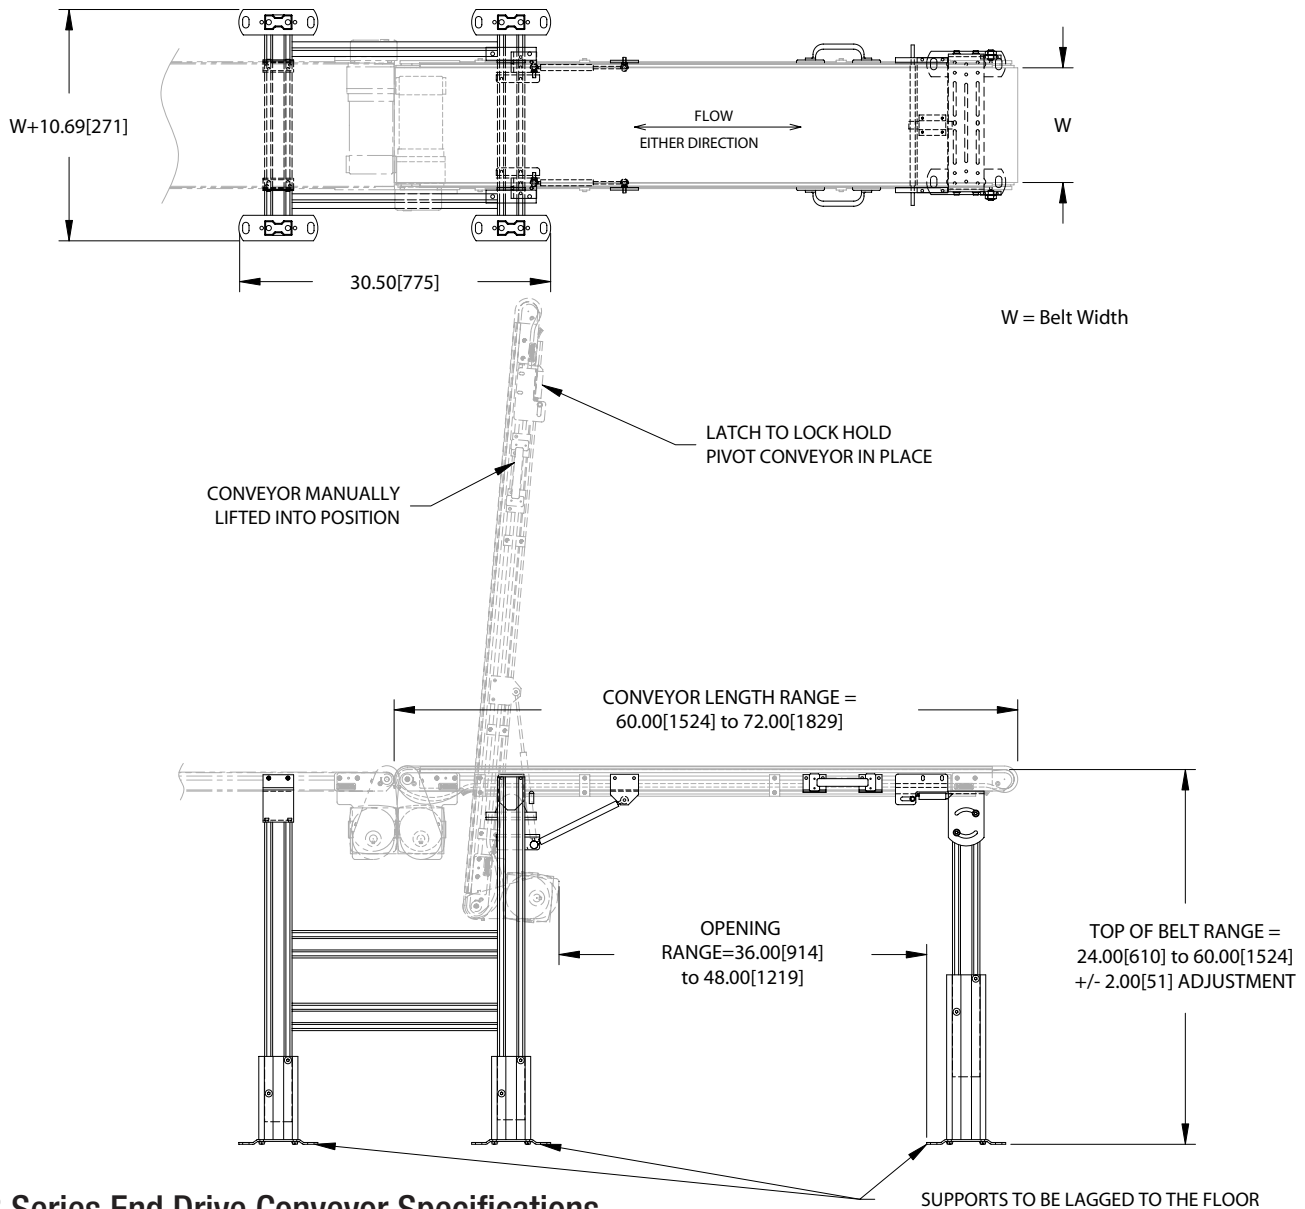 W+10.69[271]
FLOW
EITHER DIRECTION
W
30.50[775]
W = Belt Width
LATCH TO LOCK HOLD
PIVOT CONVEYOR IN PLACE
CONVEYOR MANUALLY
LIFTED INTO POSITION
CONVEYOR LENGTH RANGE =
60.00[1524] to 72.00[1829]
OPENING
RANGE=36.00[914]
to 48.00[1219]
TOP OF BELT RANGE =
24.00[610] to 60.00[1524]
+/- 2.00[51] ADJUSTMENT
Series End Drive Conveyor Specifications
SUPPORTS TO BE LAGGED TO THE FLOOR